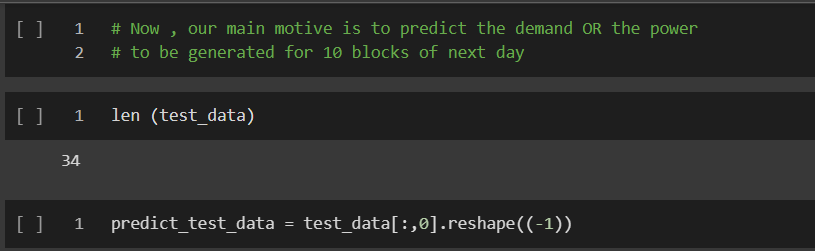 [ ] 1 # Now , our main motive is to predict the demand OR the power
2 # to be generated for 10 blocks of next day
[ ] 1 len (test_data)
34
[ ] 1 predict_test_data = test_data[:,0].reshape((-1))